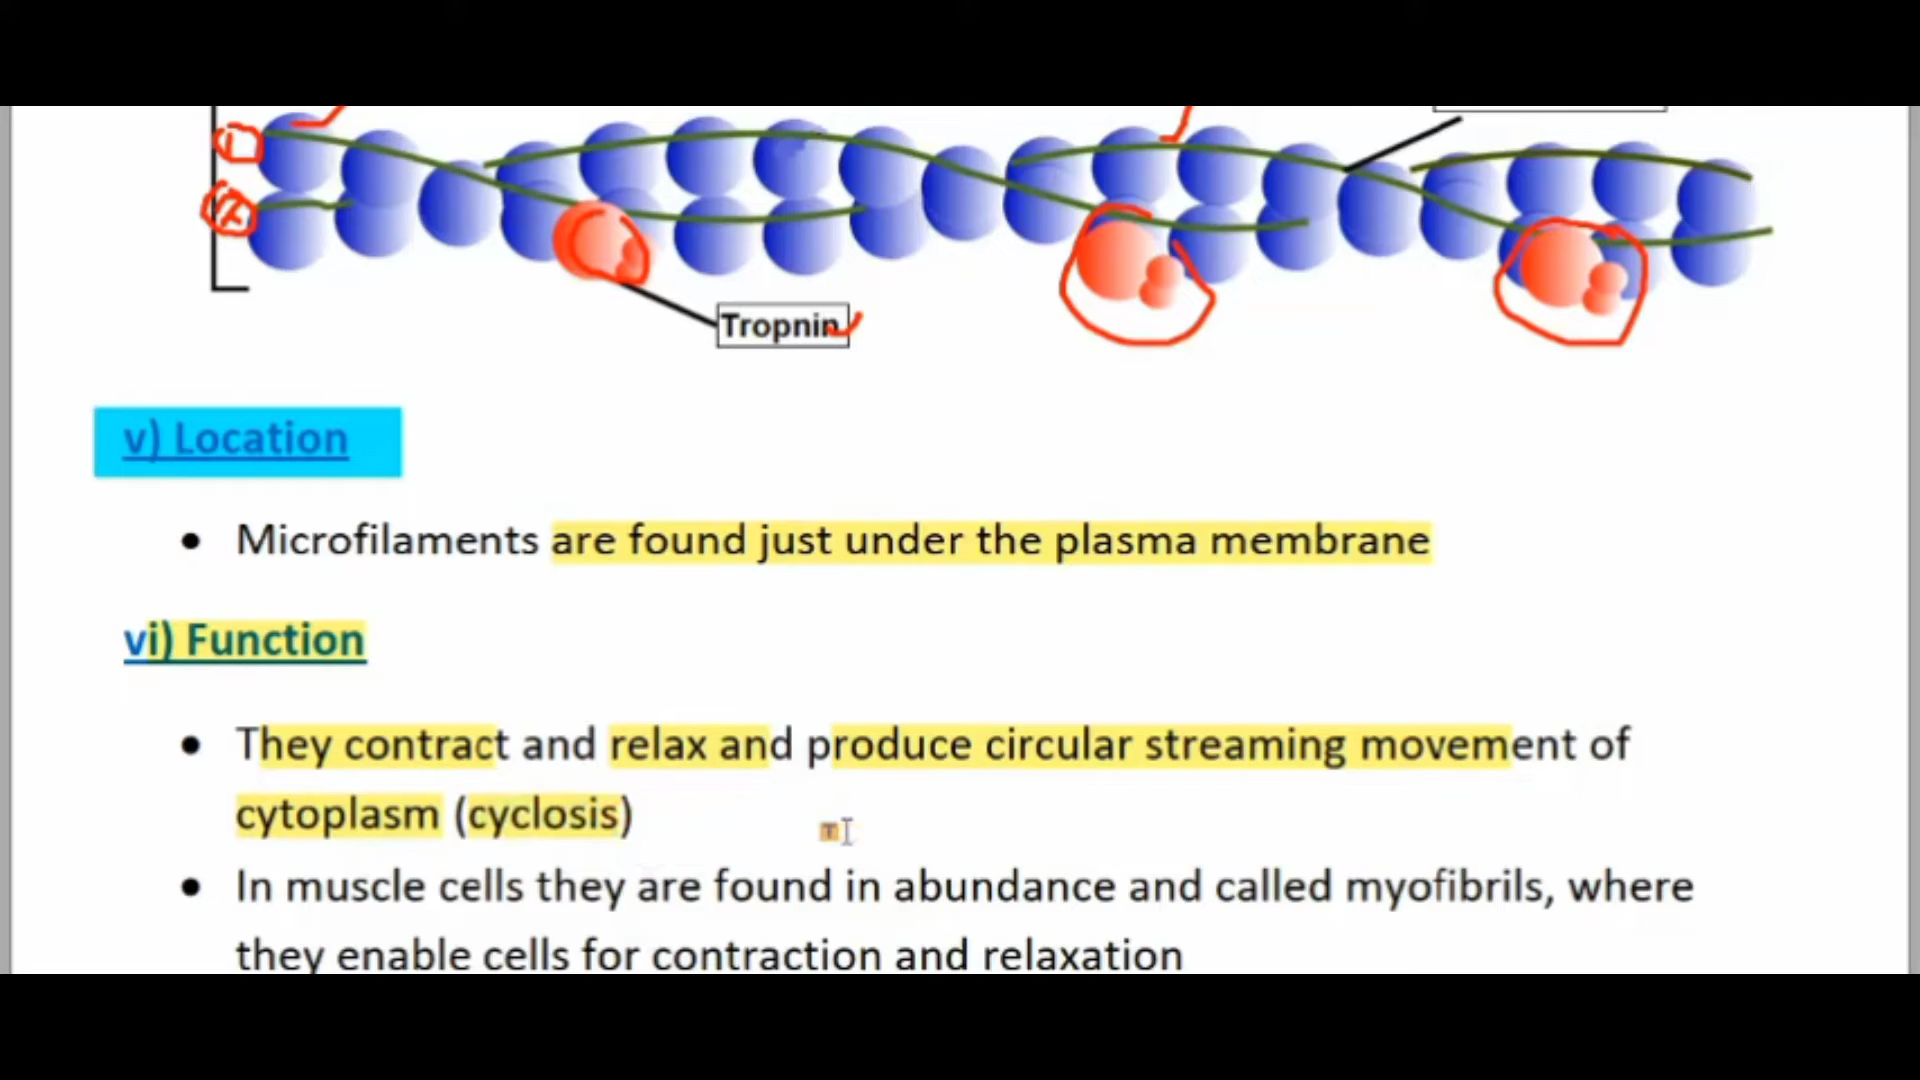 1
2
Tropnin
v) Location
• Microfilaments are found just under the plasma membrane
vi) Function
• They contract and relax and produce circular streaming movement of
cytoplasm (cyclosis)
T
• In muscle cells they are found in abundance and called myofibrils, where
they enable cells for contraction and relaxation